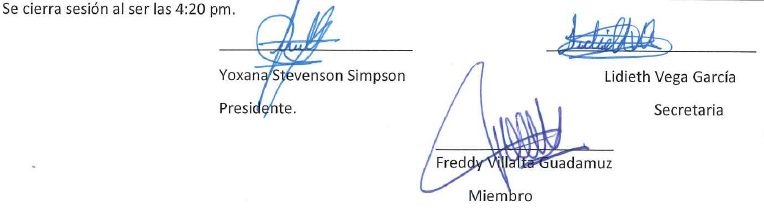 Se cierra sesión al ser las 4:20 pm.
Yoxana Stevenson Simpson
Lidieth Vega García
Presidente.
Secretaria
Freddy Villalta Guadamuz
Miembro